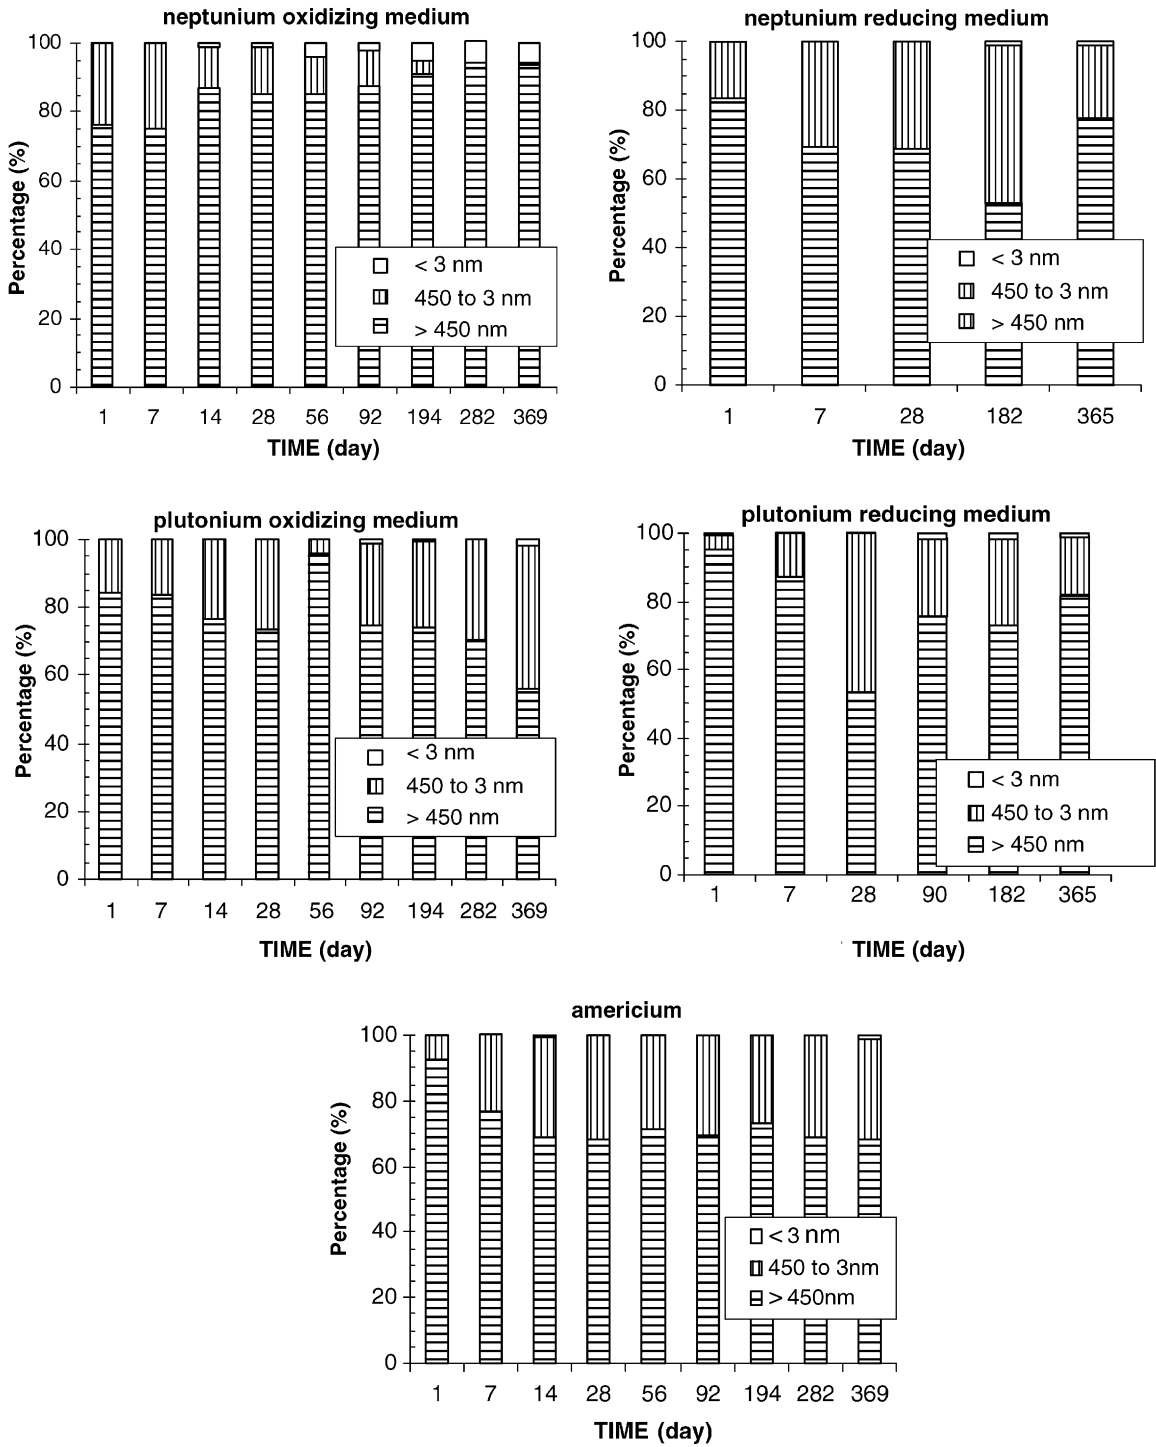 neptunium oxidizing medium
100
80
60
40
20
0
Percentage (%)
< 3 nm
450 to 3 nm
> 450 nm
1 7 14 28 56 92 194 282 369
TIME (day)
neptunium reducing medium
100
80
60
40
20
0
Percentage (%)
< 3 nm
450 to 3 nm
> 450 nm
1 7 28 182 365
TIME (day)
plutonium oxidizing medium
100
80
60
40
20
0
Percentage (%)
< 3 nm
450 to 3 nm
> 450 nm
1 7 14 28 56 92 194 282 369
TIME (day)
plutonium reducing medium
100
80
60
40
20
0
Percentage (%)
< 3 nm
450 to 3 nm
> 450 nm
1 7 28 90 182 365
TIME (day)
americium
100
80
60
40
20
0
Percentage (%)
< 3 nm
450 to 3nm
> 450nm
1 7 14 28 56 92 194 282 369
TIME (day)